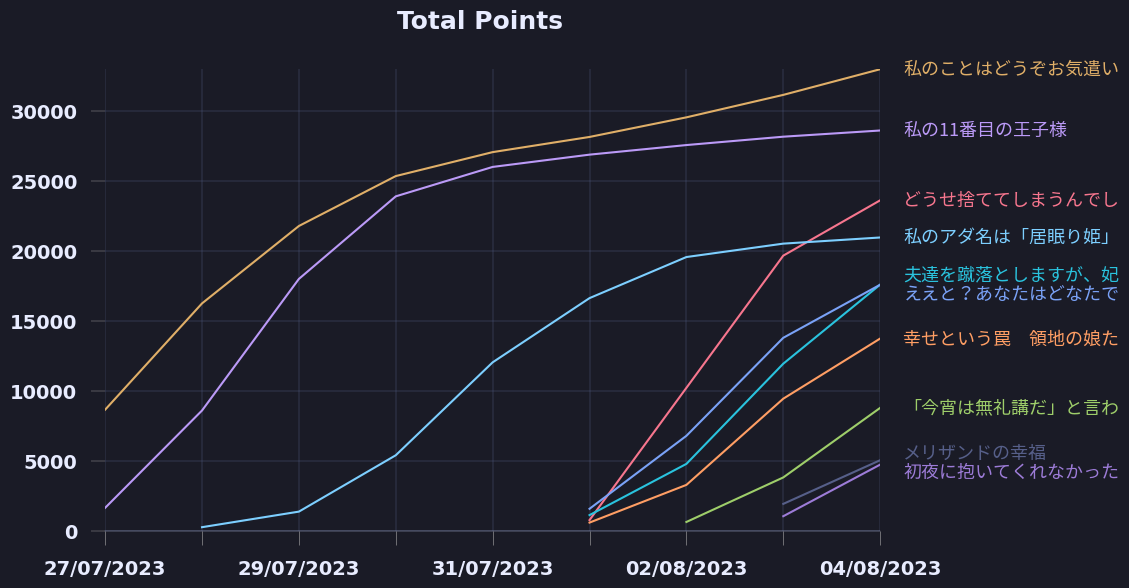 Total Points
私のことはどうぞお気遣い
30000
私の11番目の王子様
25000
どうせ捨ててしまうんでし
20000
私のアダ名は「居眠り姫」
夫達を蹴落としますが、妃
ええと？あなたはどなたで
15000
幸せという罠　領地の娘た
10000
「今宵は無礼講だ」と言わ
5000
メリザンドの幸福
初夜に抱いてくれなかった
0
27/07/2023 29/07/2023 31/07/2023 02/08/2023 04/08/2023